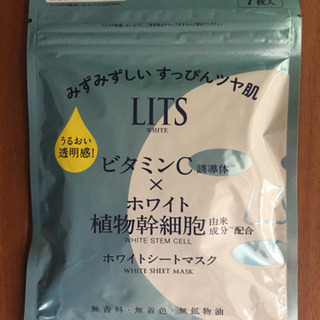 7枚入
みずみずしい すっぴんツヤ肌
LITS
WHITE
うるおい
透明感!
ビタミンC誘導体
×
ホワイト
植物幹細胞 由来成分配合
WHITE STEM CELL
ホワイトシートマスク
WHITE SHEET MASK
無香料・無着色・無鉱物油